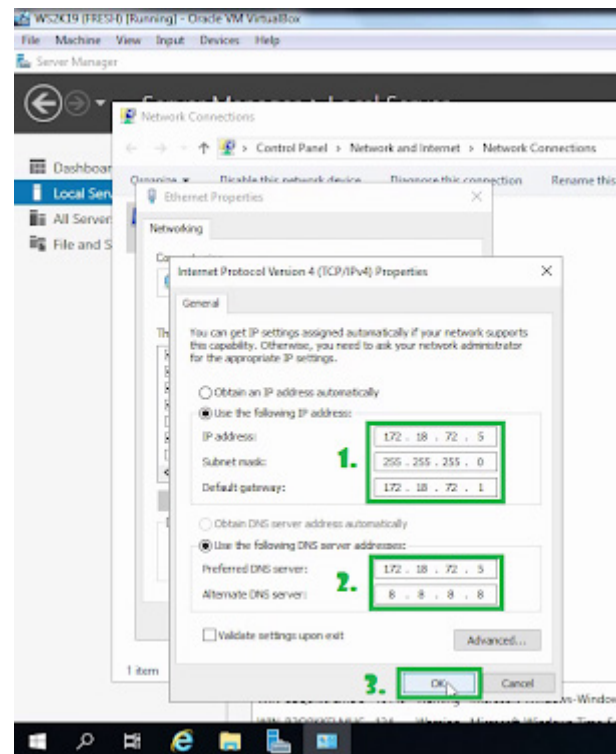 WS2K19 (FRESH) [Running] - Oracle VM VirtualBox
File Machine View Input Devices Help
Server Manager
Network Connections
Control Panel > Network and Internet > Network Connections
Organize Disable this network device Diagnose this connection Rename this
Dashboar
Local Serv
All Server
File and S
Ethernet Properties
Networking
Internet Protocol Version 4 (TCP/IPv4) Properties
General
You can get IP settings assigned automatically if your network supports
this capability. Otherwise, you need to ask your network administrator
for the appropriate IP settings.
Obtain an IP address automatically
Use the following IP address:
IP address: 172 . 18 . 72 . 5
1.
Subnet mask: 255 . 255 . 255 . 0
Default gateway: 172 . 18 . 72 . 1
Obtain DNS server address automatically
Use the following DNS server addresses:
Preferred DNS server: 172 . 18 . 72 . 5
2.
Alternate DNS server: 8 . 8 . 8 . 8
Validate settings upon exit
Advanced...
1 item
3.
OK
Cancel